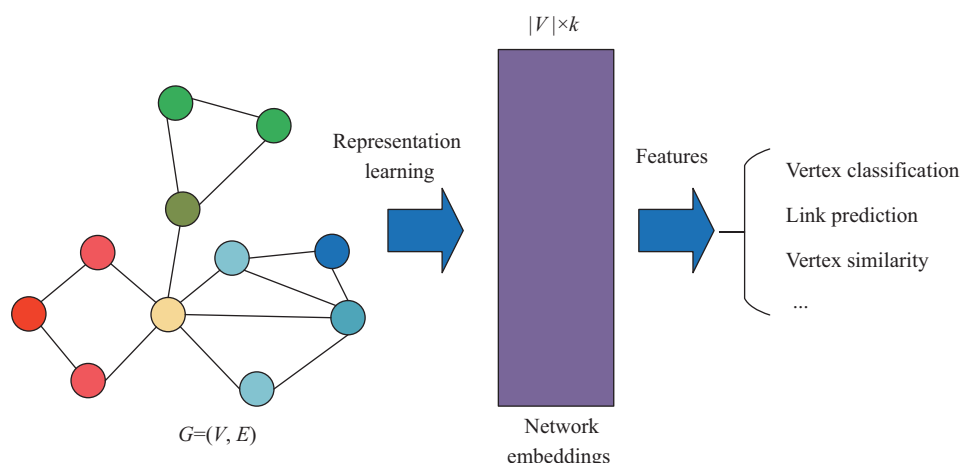 |V|×k
Representation
learning
Features
Vertex classification
Link prediction
Vertex similarity
...
G=(V, E)
Network
embeddings